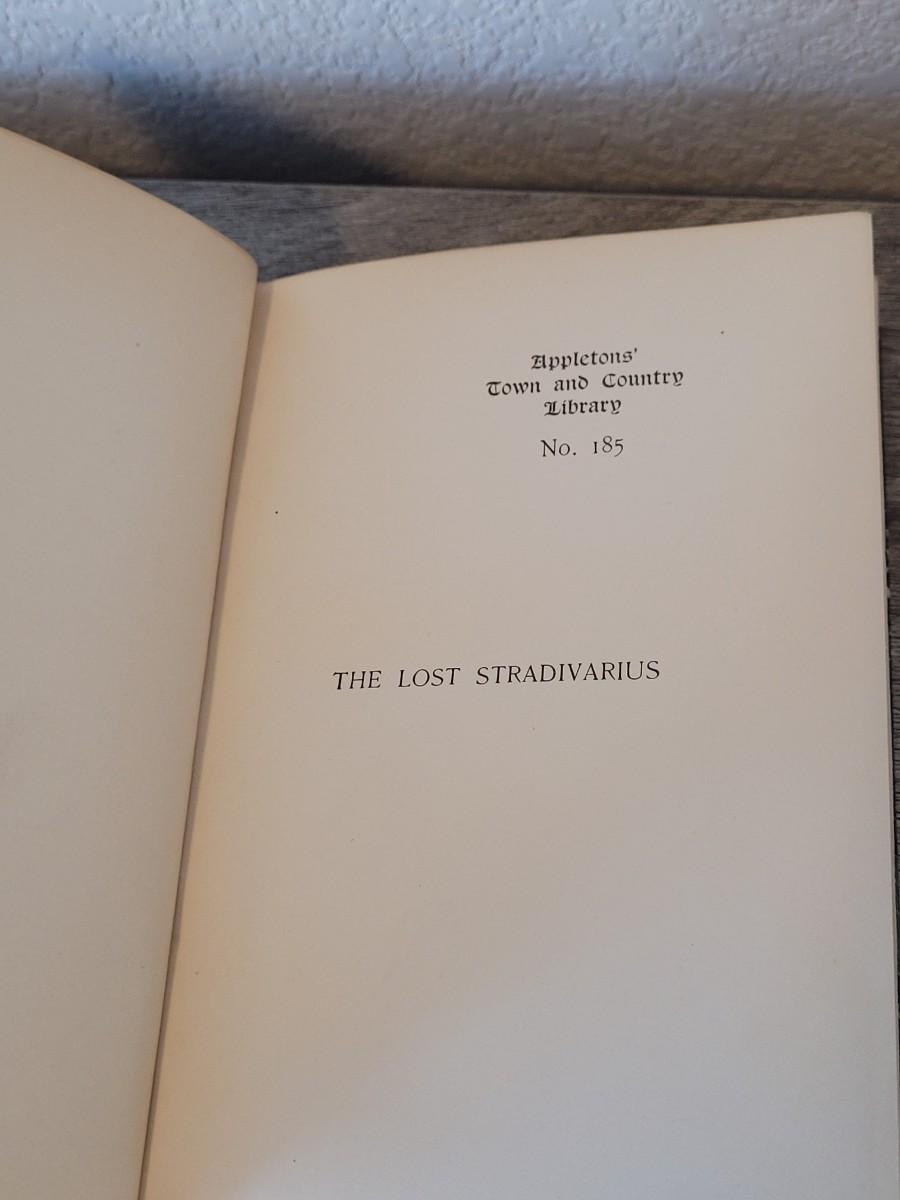 Appletons'
Town and Country
Library
No. 185
THE LOST STRADIVARIUS